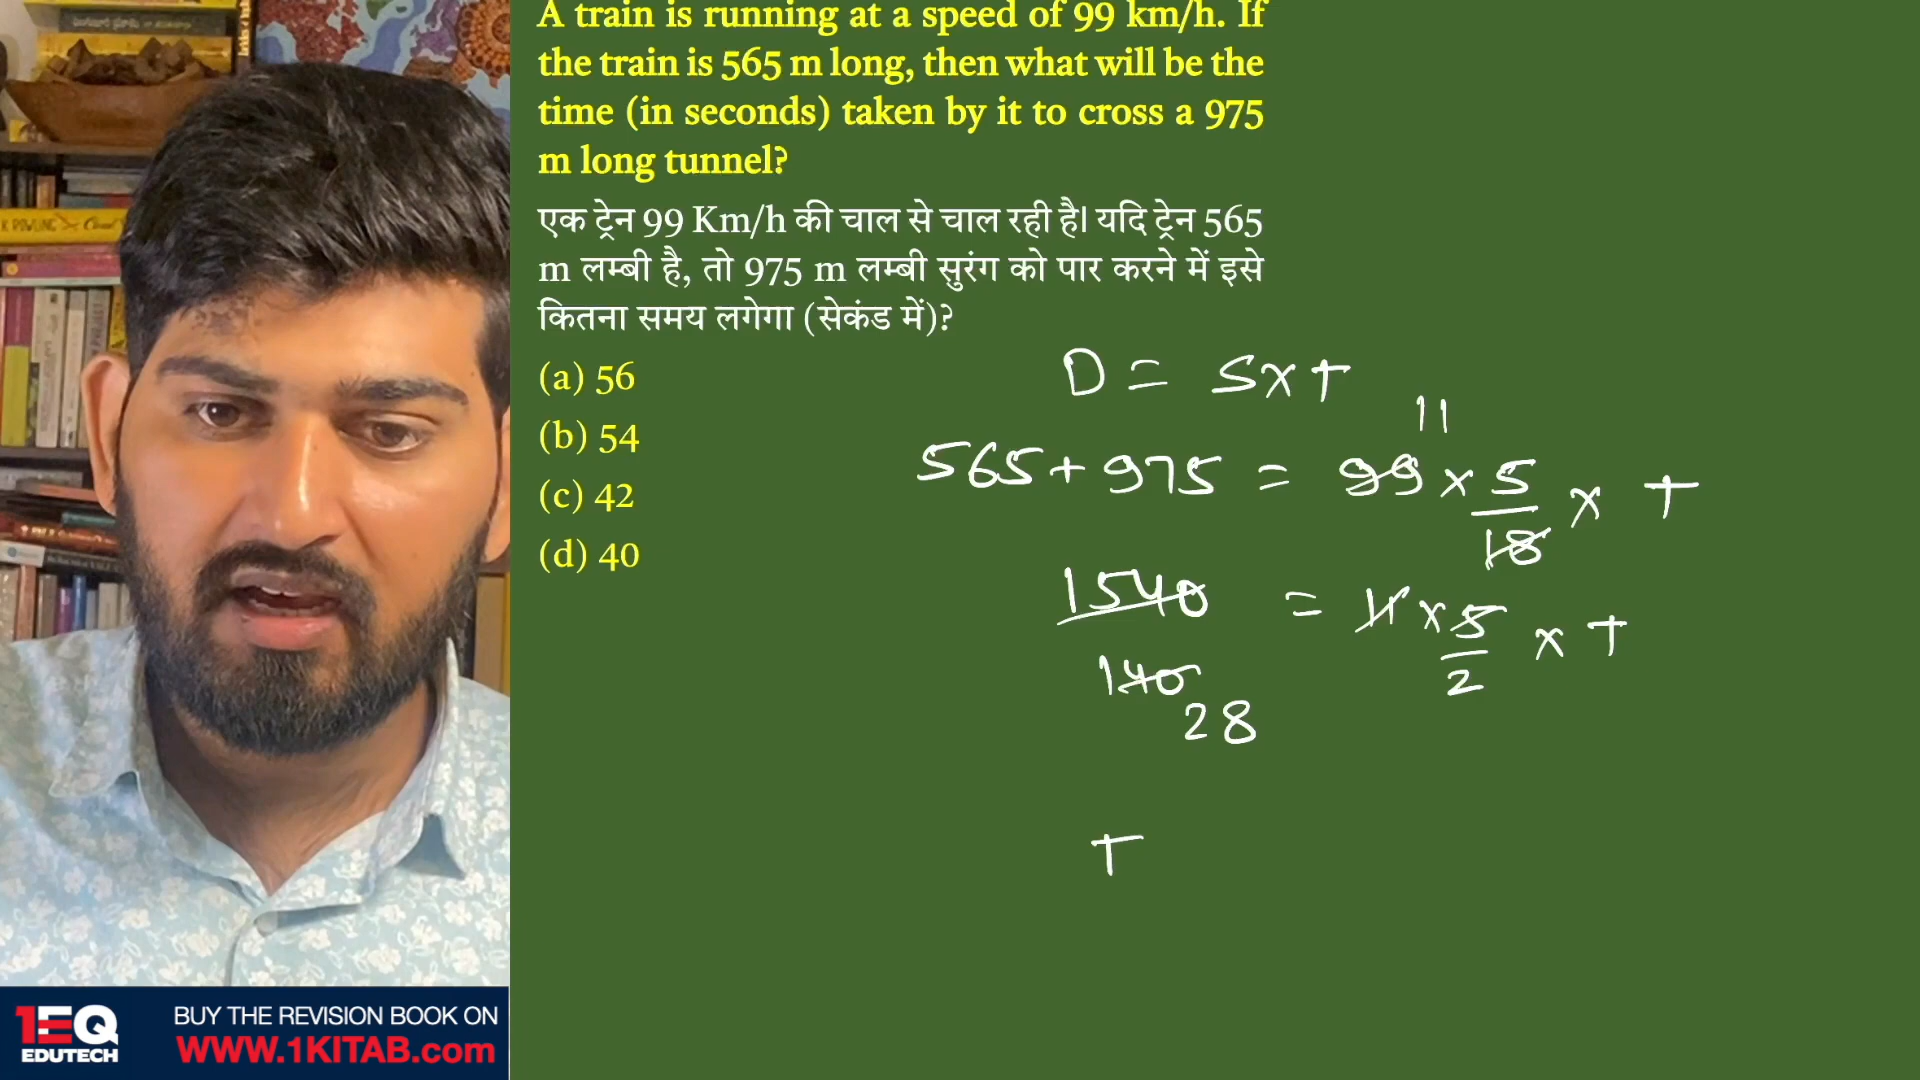 A train is running at a speed of 99 km/h. If
the train is 565 m long, then what will be the
time (in seconds) taken by it to cross a 975
m long tunnel?
एक ट्रेन 99 Km/h की चाल से चाल रही है। यदि ट्रेन 565
m लम्बी है, तो 975 m लम्बी सुरंग को पार करने में इसे
कितना समय लगेगा (सेकंड में)?
(a) 56
(b) 54
(c) 42
(d) 40
D = S x T
11
565 + 975 = 99 x 5/18 x T
1540 = 11 x 5/2 x T
140
28
T
1EQ
EDUTECH
BUY THE REVISION BOOK ON
WWW.1KITAB.com